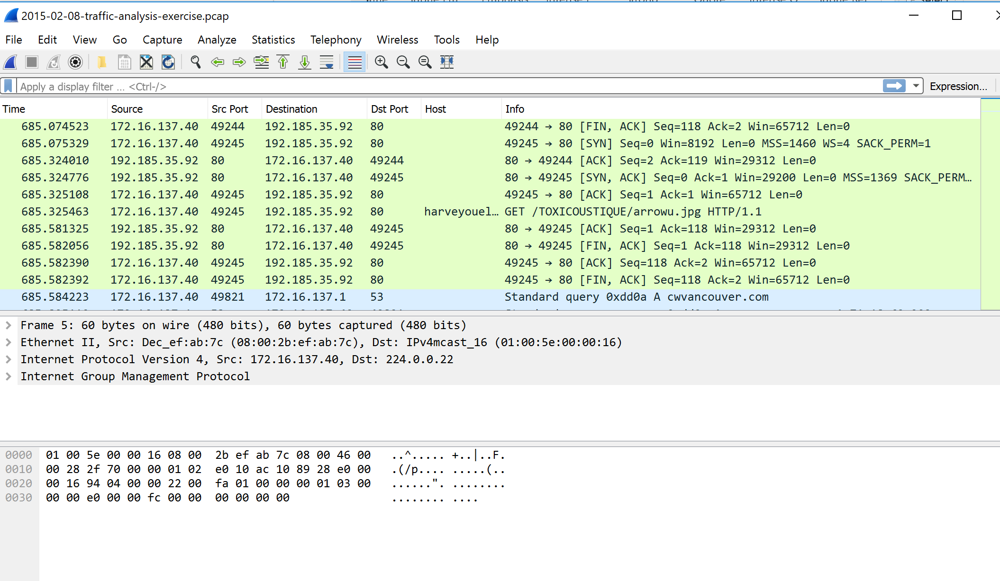 2015-02-08-traffic-analysis-exercise.pcap
File Edit View Go Capture Analyze Statistics Telephony Wireless Tools Help
Apply a display filter ... <Ctrl-/> Expression...
Time Source Src Port Destination Dst Port Host Info
685.074523 172.16.137.40 49244 192.185.35.92 80 49244 → 80 [FIN, ACK] Seq=118 Ack=2 Win=65712 Len=0
685.075329 172.16.137.40 49245 192.185.35.92 80 49245 → 80 [SYN] Seq=0 Win=8192 Len=0 MSS=1460 WS=4 SACK_PERM=1
685.324010 192.185.35.92 80 172.16.137.40 49244 80 → 49244 [ACK] Seq=2 Ack=119 Win=29312 Len=0
685.324776 192.185.35.92 80 172.16.137.40 49245 80 → 49245 [SYN, ACK] Seq=0 Ack=1 Win=29200 Len=0 MSS=1369 SACK_PERM…
685.325108 172.16.137.40 49245 192.185.35.92 80 49245 → 80 [ACK] Seq=1 Ack=1 Win=65712 Len=0
685.325463 172.16.137.40 49245 192.185.35.92 80 harveyouel… GET /TOXICOUSTIQUE/arrowu.jpg HTTP/1.1
685.581325 192.185.35.92 80 172.16.137.40 49245 80 → 49245 [ACK] Seq=1 Ack=118 Win=29312 Len=0
685.582056 192.185.35.92 80 172.16.137.40 49245 80 → 49245 [FIN, ACK] Seq=1 Ack=118 Win=29312 Len=0
685.582390 172.16.137.40 49245 192.185.35.92 80 49245 → 80 [ACK] Seq=118 Ack=2 Win=65712 Len=0
685.582392 172.16.137.40 49245 192.185.35.92 80 49245 → 80 [FIN, ACK] Seq=118 Ack=2 Win=65712 Len=0
685.584223 172.16.137.40 49821 172.16.137.1 53 Standard query 0xdd0a A cwvancouver.com
Frame 5: 60 bytes on wire (480 bits), 60 bytes captured (480 bits)
Ethernet II, Src: Dec_ef:ab:7c (08:00:2b:ef:ab:7c), Dst: IPv4mcast_16 (01:00:5e:00:00:16)
Internet Protocol Version 4, Src: 172.16.137.40, Dst: 224.0.0.22
Internet Group Management Protocol
0000 01 00 5e 00 00 16 08 00 2b ef ab 7c 08 00 46 00 ..^..... +..|..F.
0010 00 28 2f 70 00 00 01 02 e0 10 ac 10 89 28 e0 00 .(/p.... .....(..
0020 00 16 94 04 00 00 22 00 fa 01 00 00 00 01 03 00 ......". ........
0030 00 00 e0 00 00 fc 00 00 00 00 00 00 ........ ....